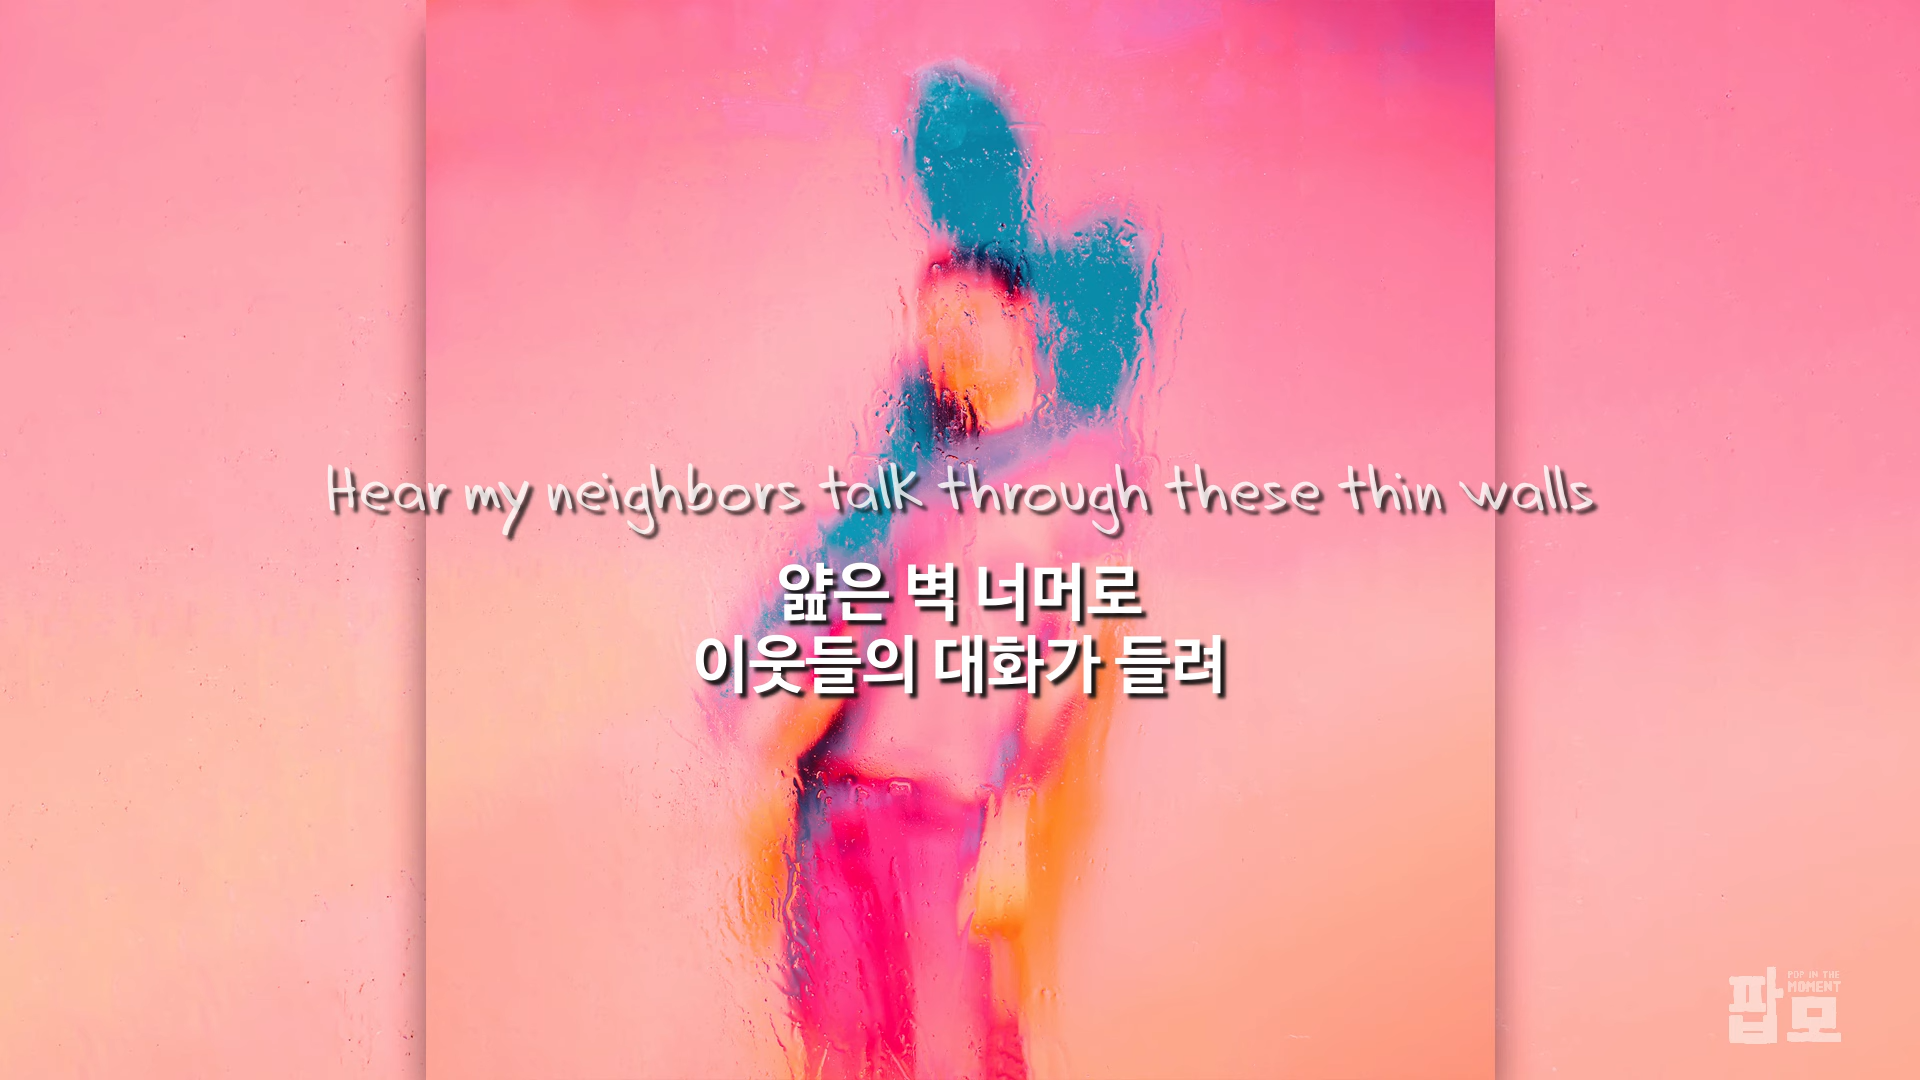 Hear my neighbors talk through these thin walls
얇은 벽 너머로
이웃들의 대화가 들려
팝모
POP IN THE
MOMENT